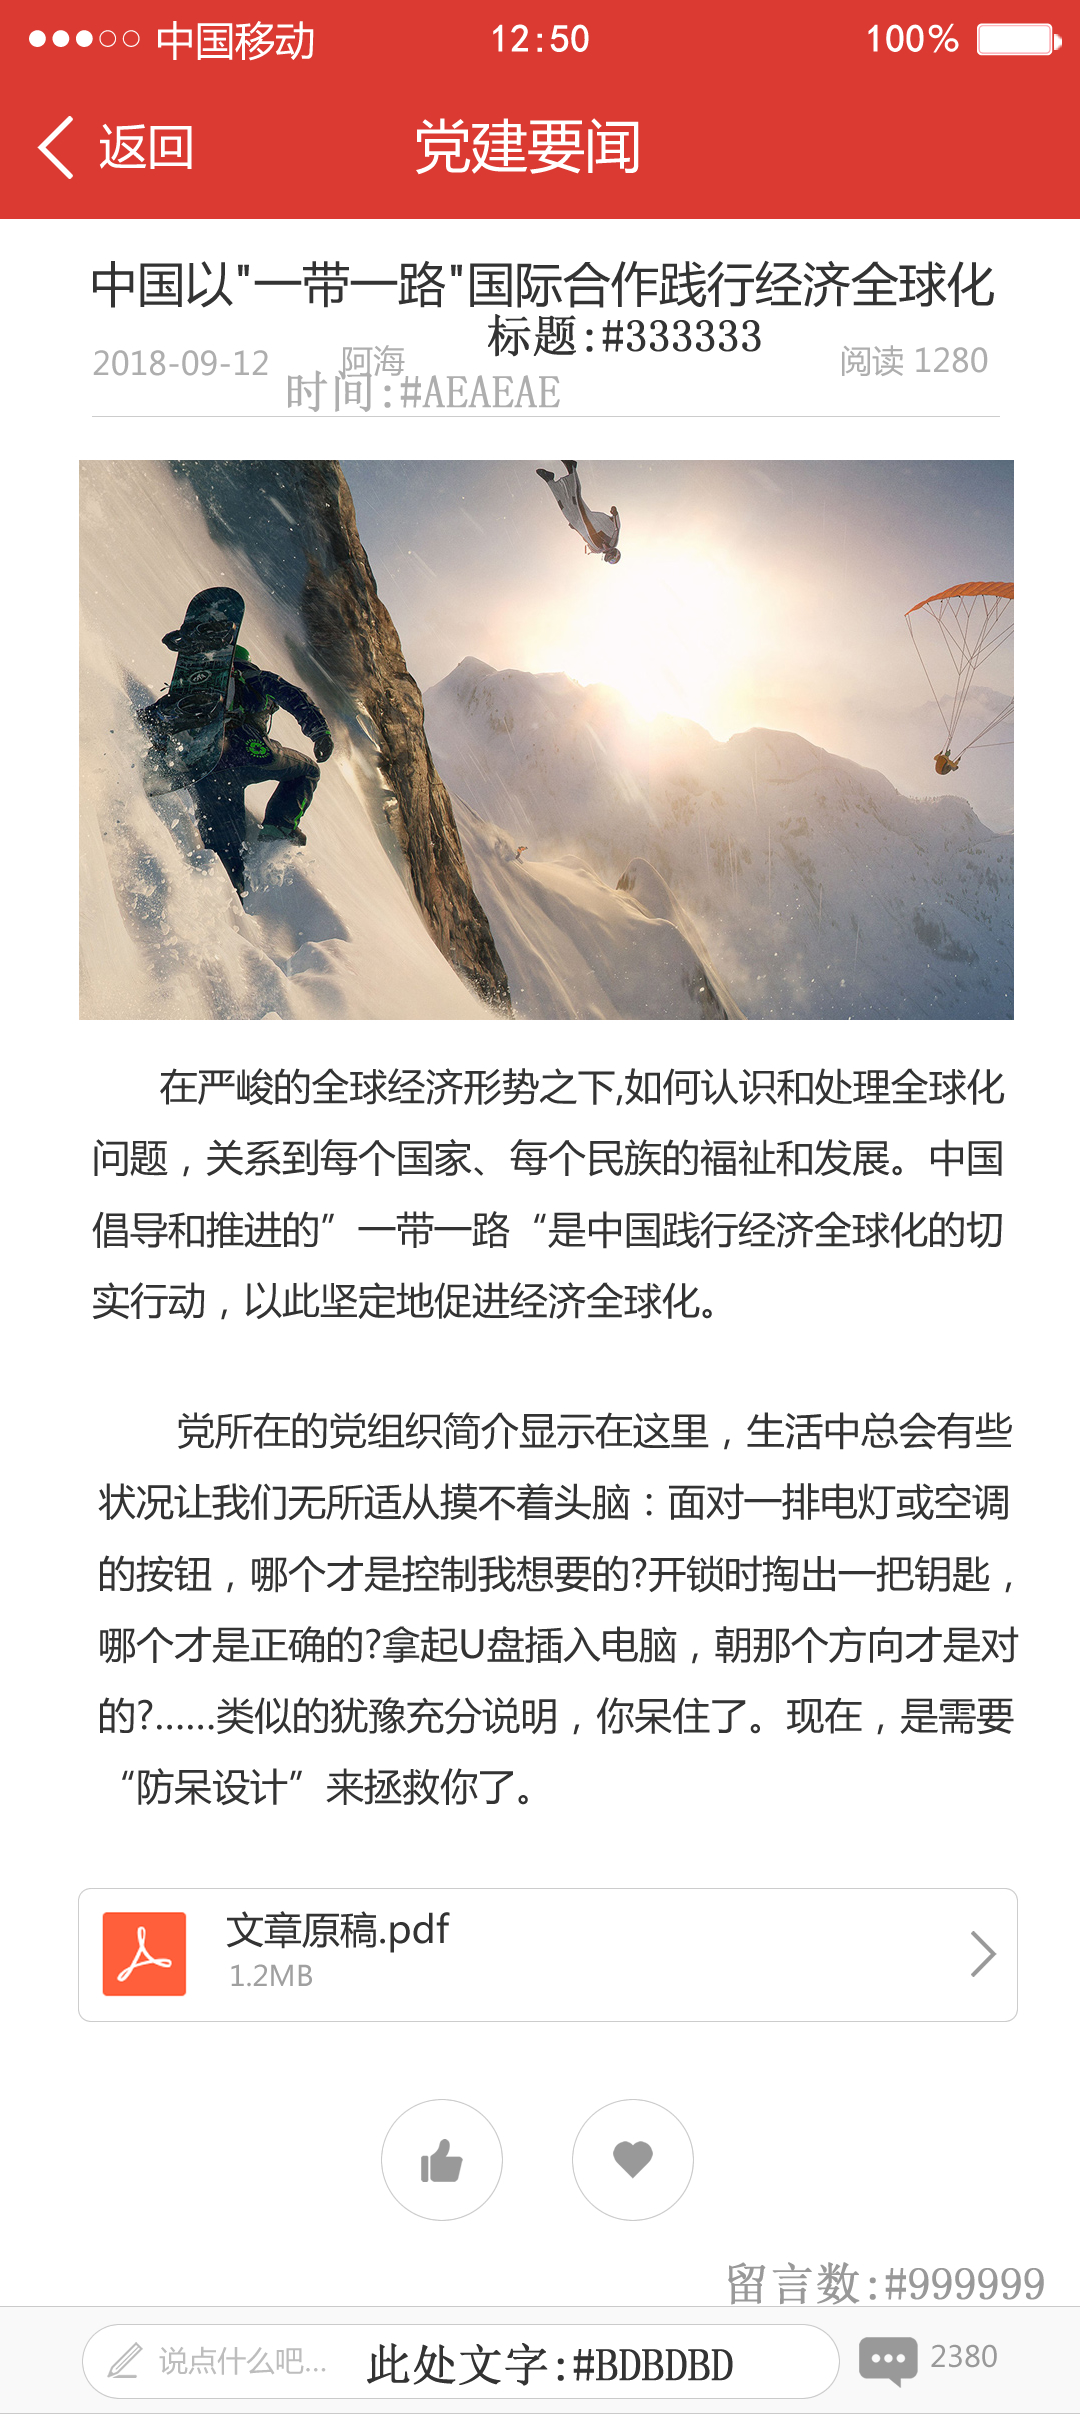 中国移动 12:50 100%
返回 党建要闻
中国以"一带一路"国际合作践行经济全球化
标题:#333333
2018-09-12 阿海 阅读 1280
时间:#AEAEAE
在严峻的全球经济形势之下,如何认识和处理全球化
问题，关系到每个国家、每个民族的福祉和发展。中国
倡导和推进的”一带一路“是中国践行经济全球化的切
实行动，以此坚定地促进经济全球化。
党所在的党组织简介显示在这里，生活中总会有些
状况让我们无所适从摸不着头脑：面对一排电灯或空调
的按钮，哪个才是控制我想要的?开锁时掏出一把钥匙，
哪个才是正确的?拿起U盘插入电脑，朝那个方向才是对
的?......类似的犹豫充分说明，你呆住了。现在，是需要
“防呆设计”来拯救你了。
文章原稿.pdf
1.2MB
留言数:#999999
说点什么吧... 此处文字:#BDBDBD 2380